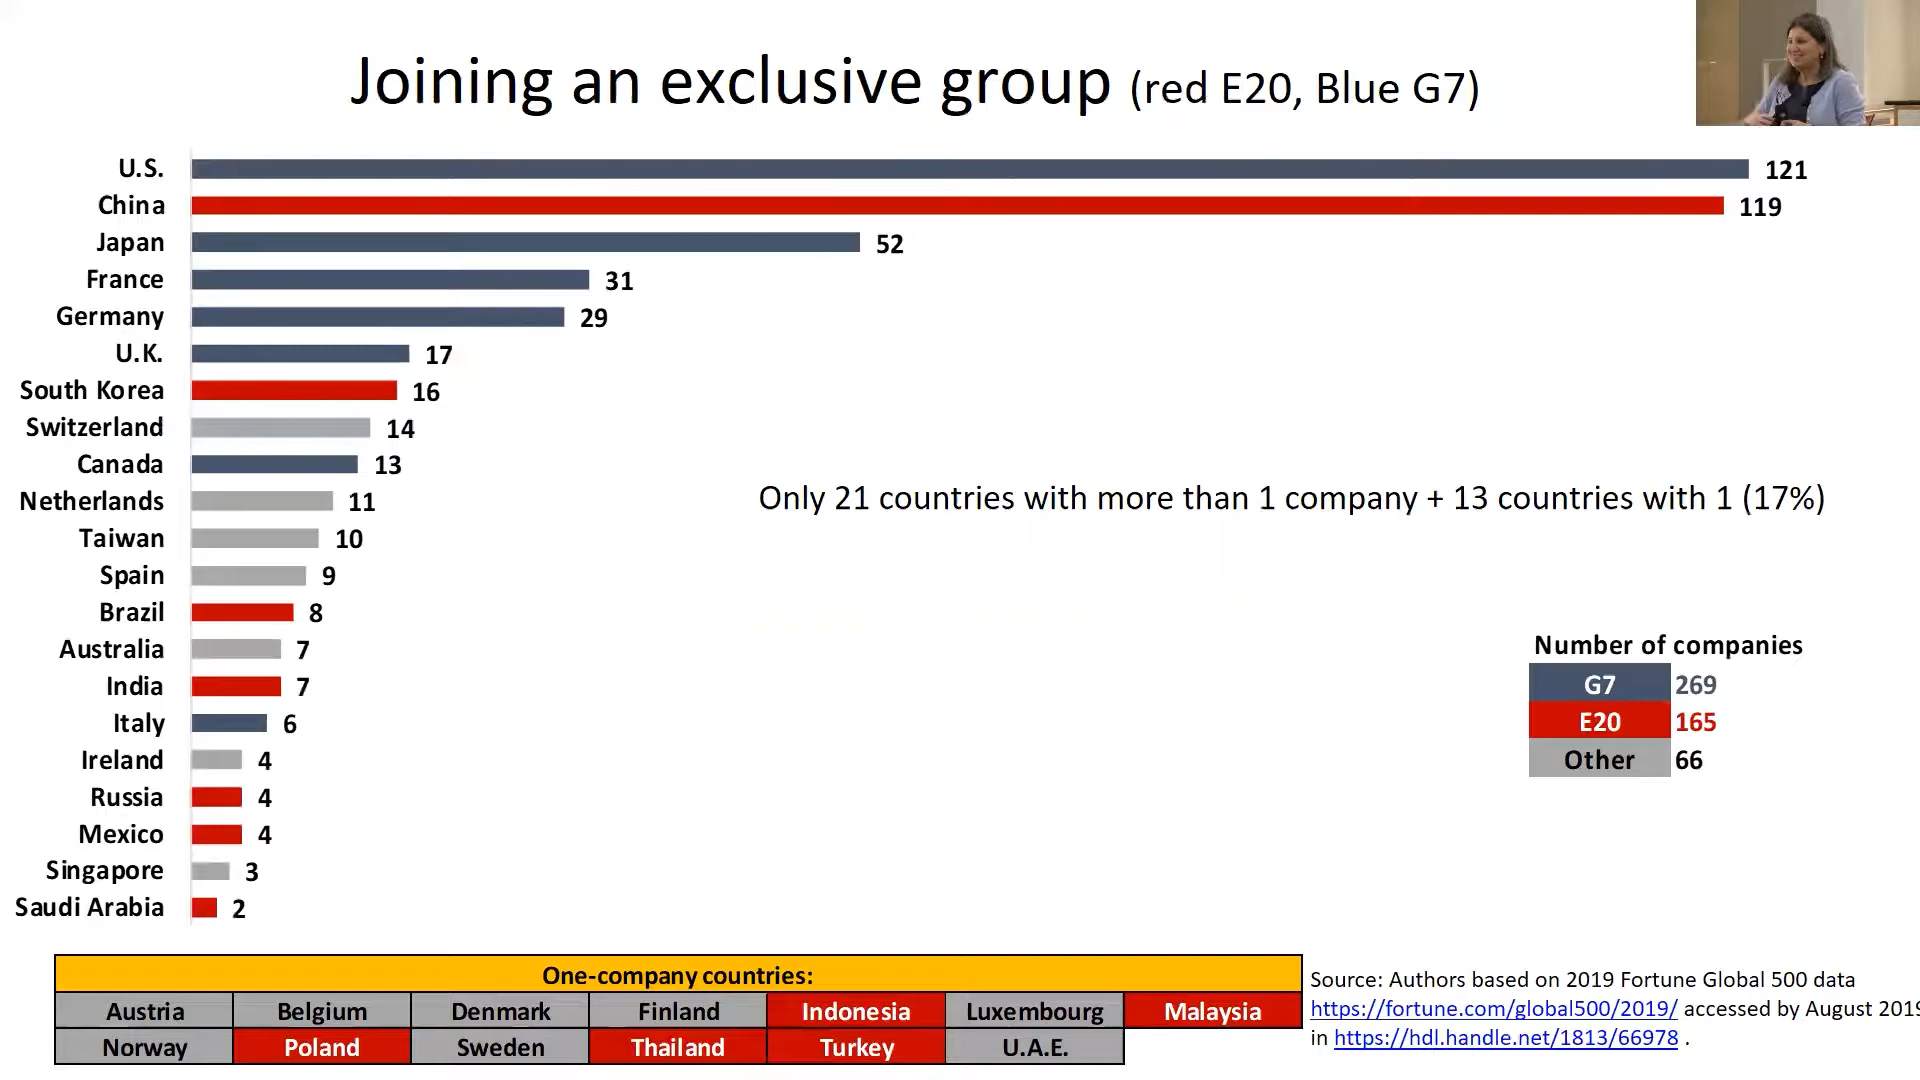 Joining an exclusive group (red E20, Blue G7)
U.S. 121
China 119
Japan 52
France 31
Germany 29
U.K. 17
South Korea 16
Switzerland 14
Canada 13
Netherlands 11
Only 21 countries with more than 1 company + 13 countries with 1 (17%)
Taiwan 10
Spain 9
Brazil 8
Australia 7
India 7
Italy 6
Ireland 4
Russia 4
Mexico 4
Singapore 3
Saudi Arabia 2
Number of companies
G7 269
E20 165
Other 66
One-company countries:
Austria Belgium Denmark Finland Indonesia Luxembourg Malaysia
Norway Poland Sweden Thailand Turkey U.A.E.
Source: Authors based on 2019 Fortune Global 500 data
https://fortune.com/global500/2019/ accessed by August 2019
in https://hdl.handle.net/1813/66978 .